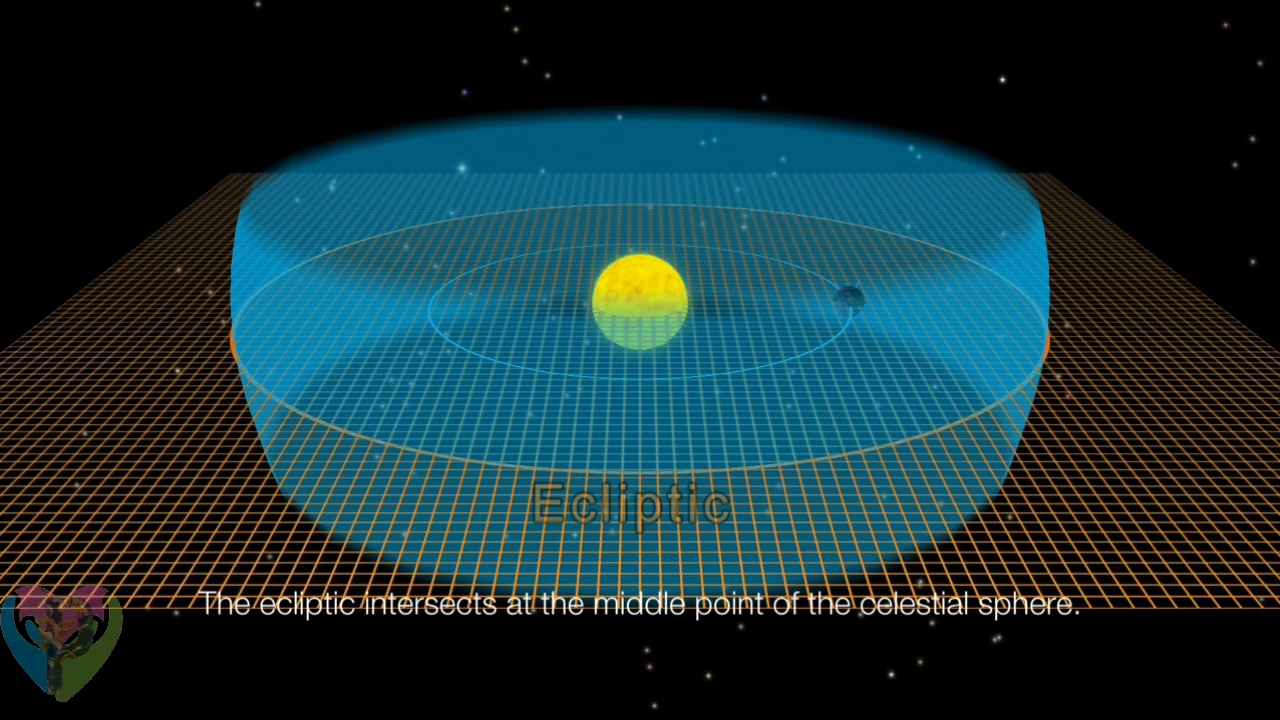 Ecliptic
The ecliptic intersects at the middle point of the celestial sphere.